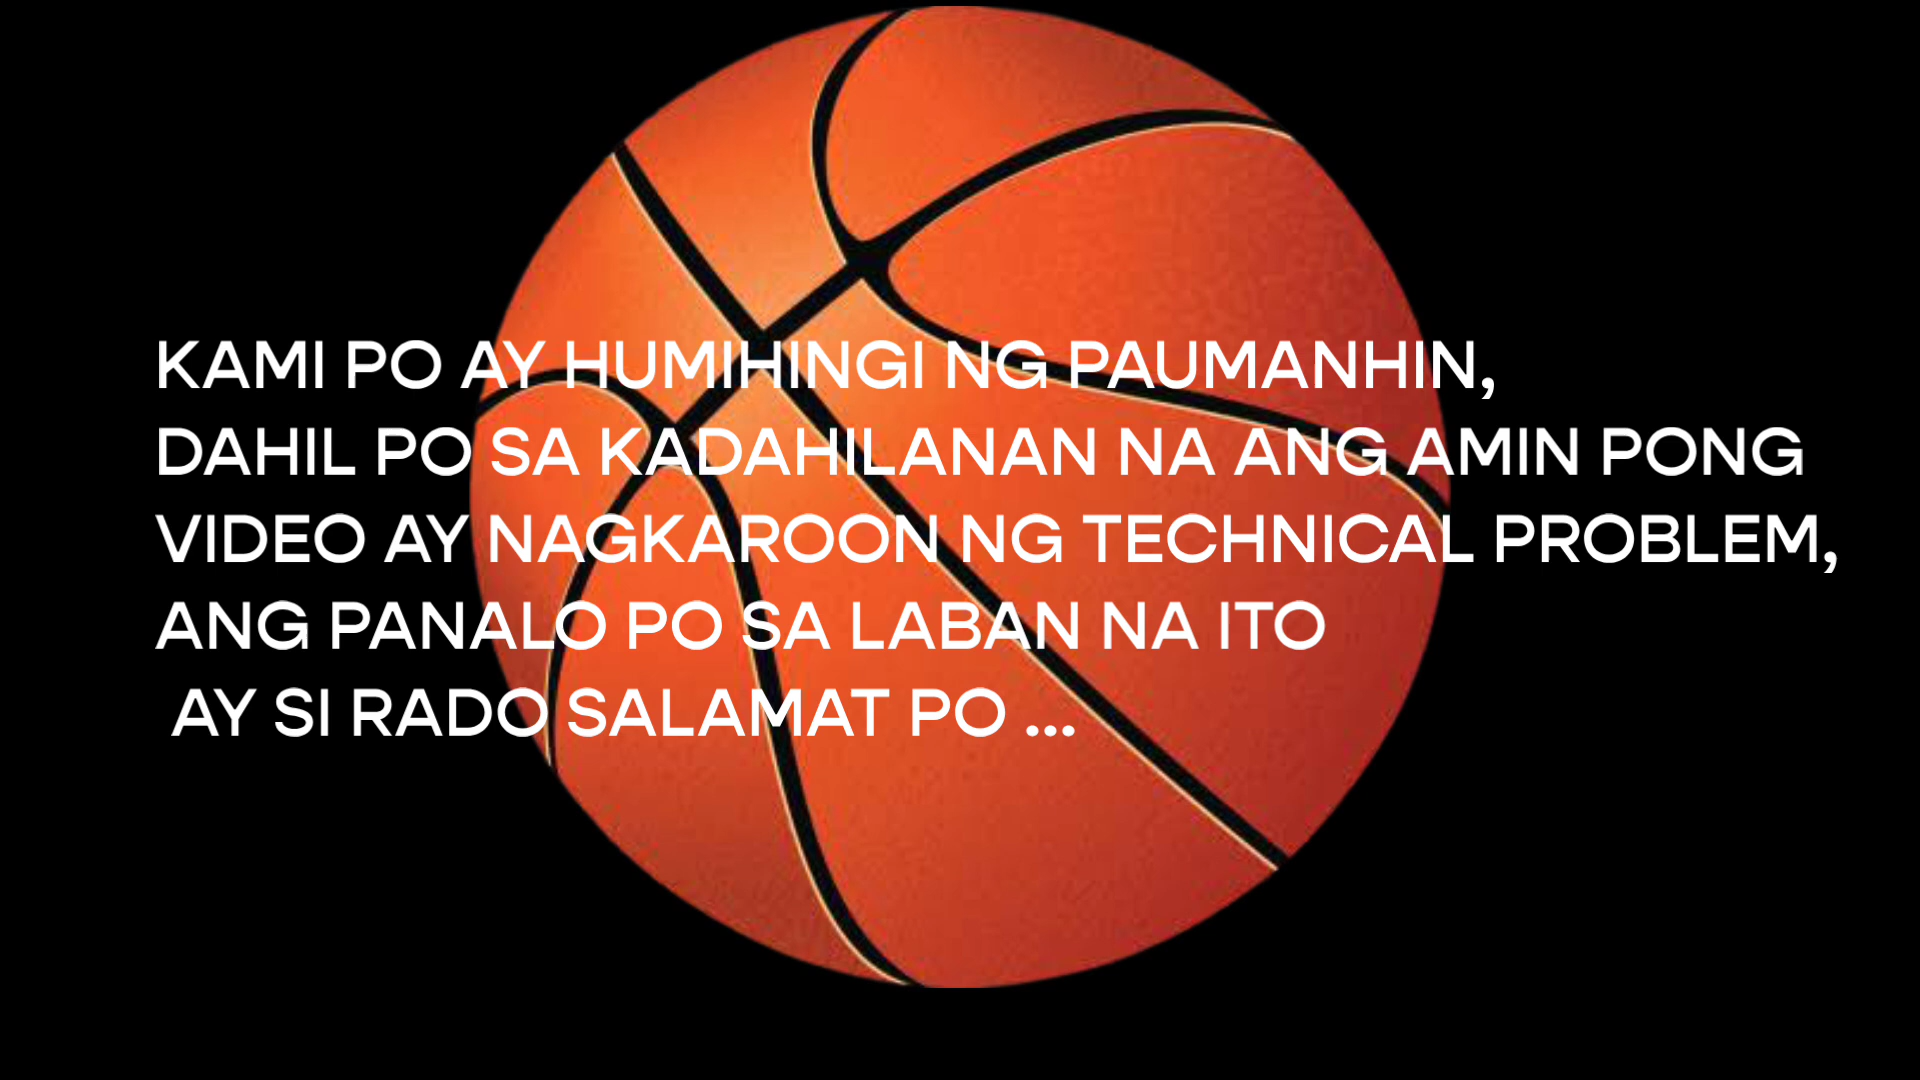 KAMI PO AY HUMIHINGI NG PAUMANHIN,
DAHIL PO SA KADAHILANAN NA ANG AMIN PONG
VIDEO AY NAGKAROON NG TECHNICAL PROBLEM,
ANG PANALO PO SA LABAN NA ITO
AY SI RADO SALAMAT PO ...